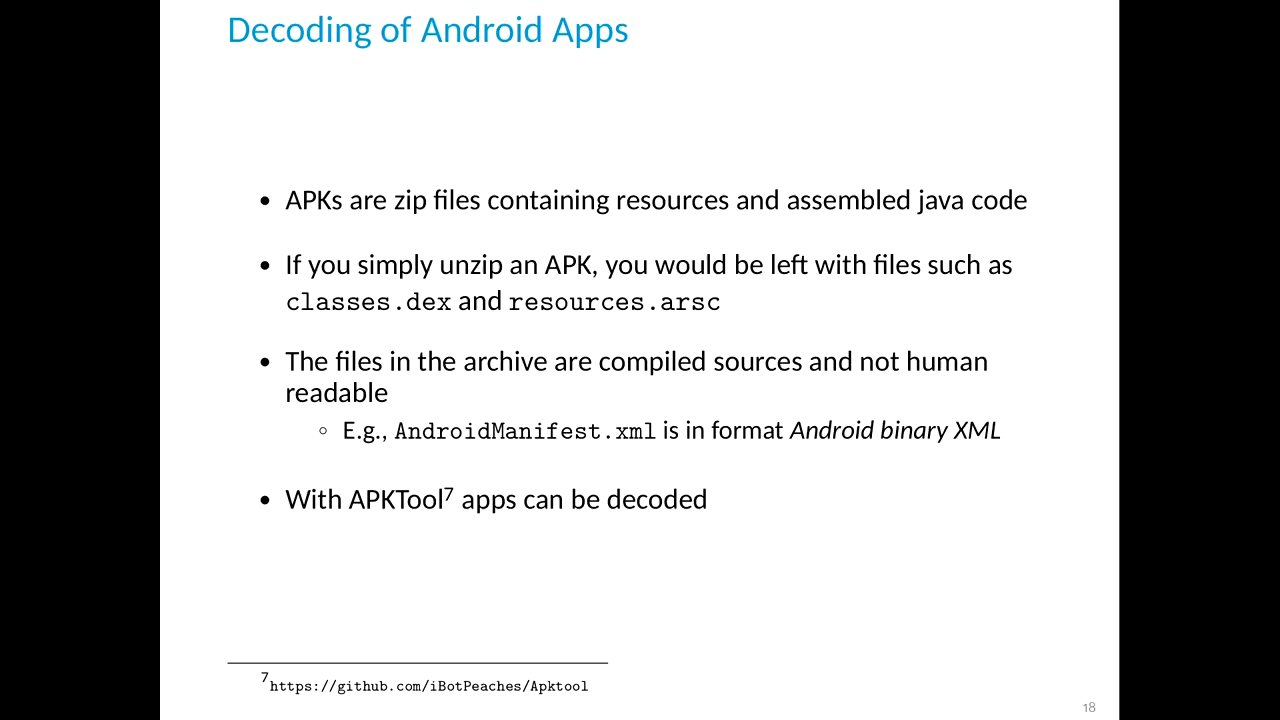 Decoding of Android Apps
• APKs are zip files containing resources and assembled java code
• If you simply unzip an APK, you would be left with files such as
classes.dex and resources.arsc
• The files in the archive are compiled sources and not human
readable
◦ E.g., AndroidManifest.xml is in format Android binary XML
• With APKTool⁷ apps can be decoded
⁷https://github.com/iBotPeaches/Apktool
18